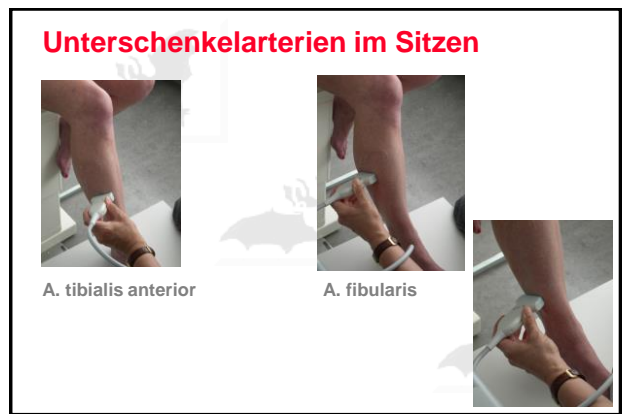 Unterschenkelarterien im Sitzen
A. tibialis anterior
A. fibularis